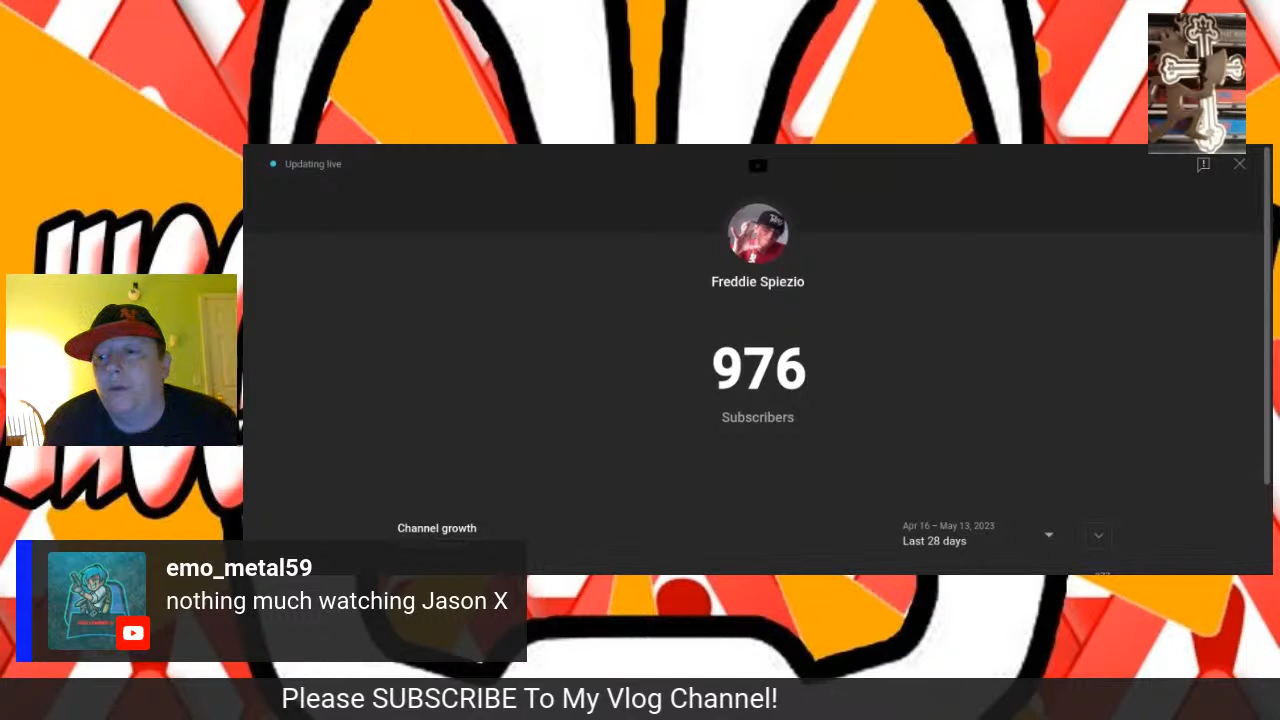 Updating live
Freddie Spiezio
976
Subscribers
Channel growth
Apr 16 – May 13, 2023
Last 28 days
emo_metal59
nothing much watching Jason X
Please SUBSCRIBE To My Vlog Channel!